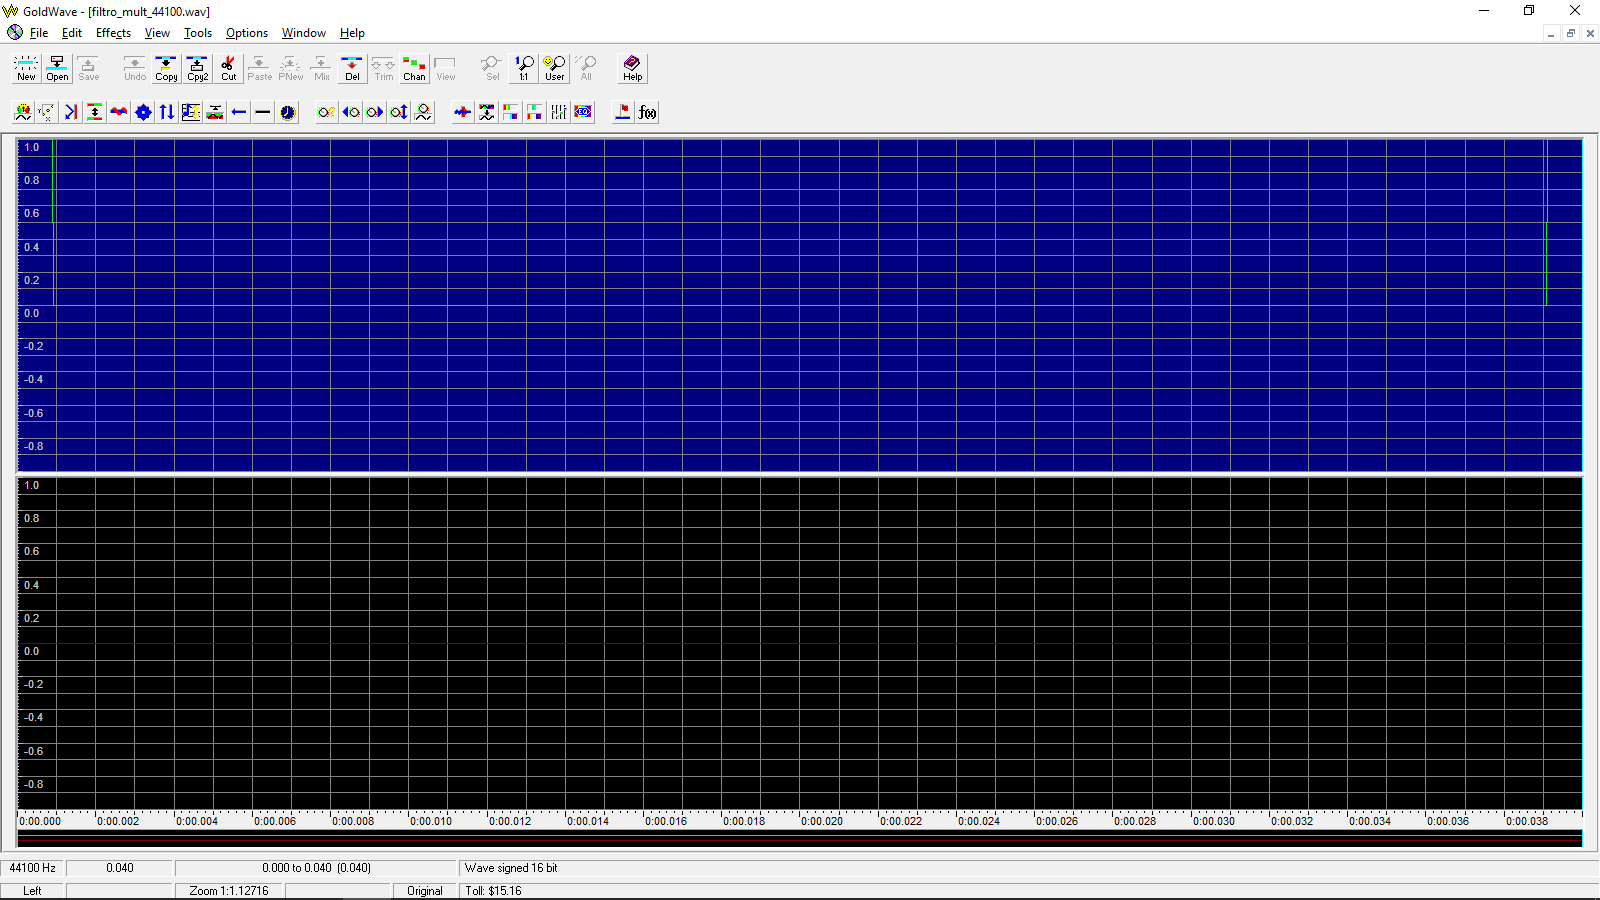 GoldWave - [filtro_mult_44100.wav]
File Edit Effects View Tools Options Window Help
New Open Save Undo Copy Cpy2 Cut Paste PNew Mix Del Trim Chan View Sel 1:1 User All Help
f(x)
1.0
0.8
0.6
0.4
0.2
0.0
-0.2
-0.4
-0.6
-0.8
1.0
0.8
0.6
0.4
0.2
0.0
-0.2
-0.4
-0.6
-0.8
0:00.000 0:00.002 0:00.004 0:00.006 0:00.008 0:00.010 0:00.012 0:00.014 0:00.016 0:00.018 0:00.020 0:00.022 0:00.024 0:00.026 0:00.028 0:00.030 0:00.032 0:00.034 0:00.036 0:00.038
44100 Hz 0.040 0.000 to 0.040 (0.040) Wave signed 16 bit
Left Zoom 1:1.12716 Original Toll: $15.16